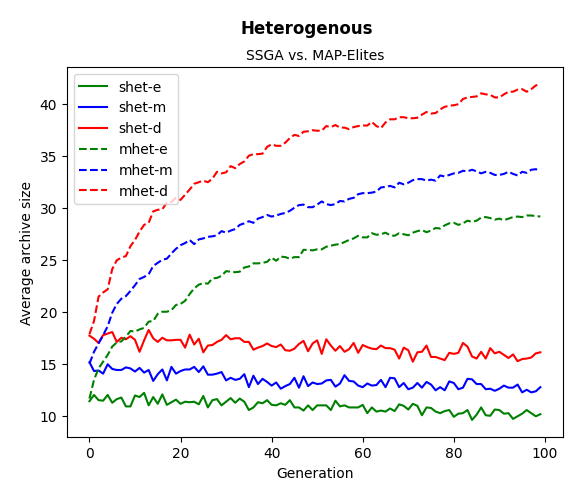 Heterogenous
SSGA vs. MAP-Elites
shet-e
shet-m
shet-d
mhet-e
mhet-m
mhet-d
Average archive size
40
35
30
25
20
15
10
0 20 40 60 80 100
Generation